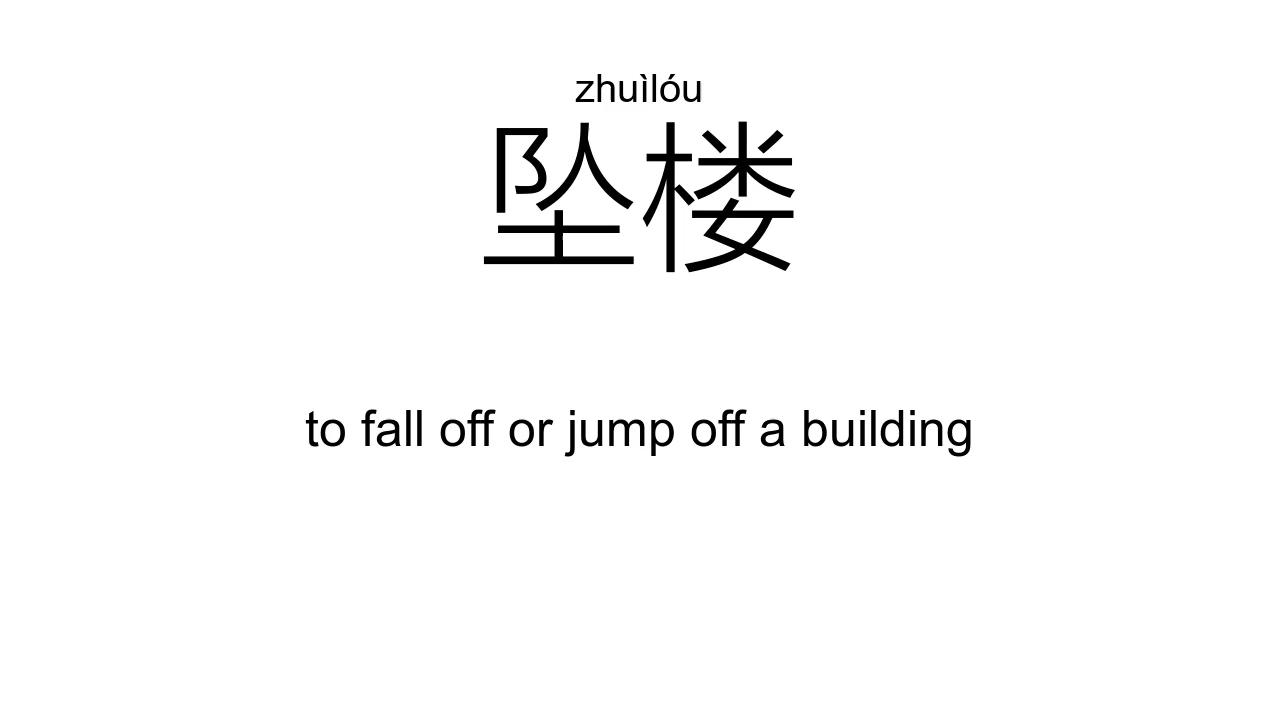 zhuìlóu
坠楼
to fall off or jump off a building